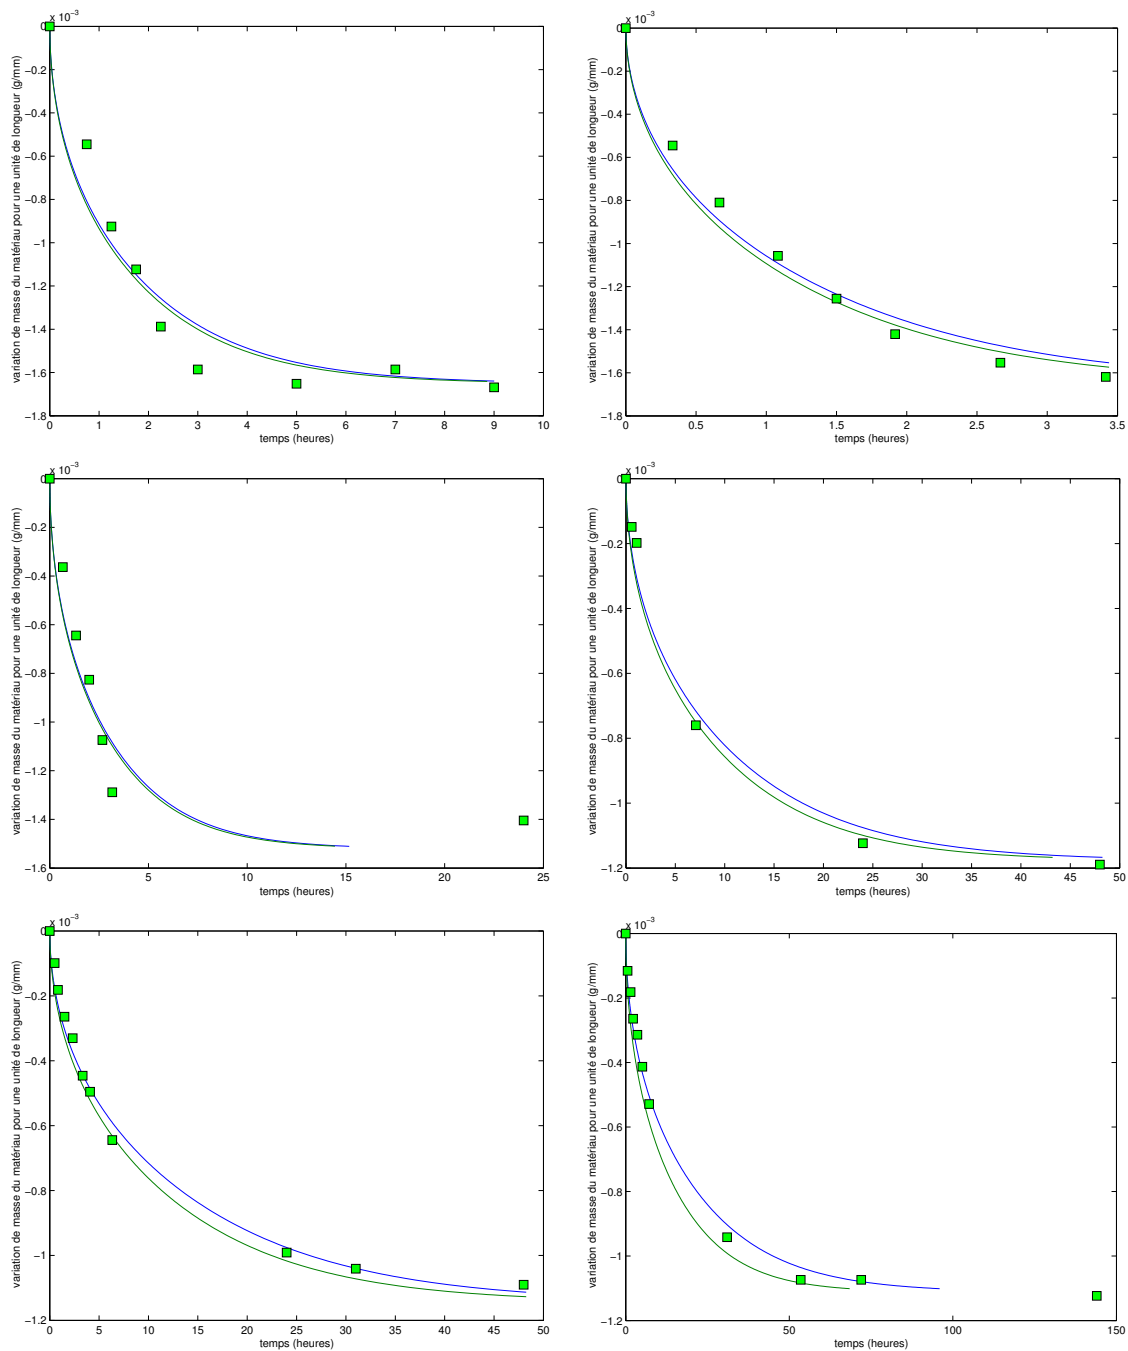 x 10⁻³
0
−0.2
−0.4
−0.6
−0.8
−1
−1.2
−1.4
−1.6
−1.8
variation de masse du matériau pour une unité de longueur (g/mm)
0 1 2 3 4 5 6 7 8 9 10
temps (heures)
x 10⁻³
0
−0.2
−0.4
−0.6
−0.8
−1
−1.2
−1.4
−1.6
−1.8
variation de masse du matériau pour une unité de longueur (g/mm)
0 0.5 1 1.5 2 2.5 3 3.5
temps (heures)
x 10⁻³
0
−0.2
−0.4
−0.6
−0.8
−1
−1.2
−1.4
−1.6
variation de masse du matériau pour une unité de longueur (g/mm)
0 5 10 15 20 25
temps (heures)
x 10⁻³
0
−0.2
−0.4
−0.6
−0.8
−1
−1.2
variation de masse du matériau pour une unité de longueur (g/mm)
0 5 10 15 20 25 30 35 40 45 50
temps (heures)
x 10⁻³
0
−0.2
−0.4
−0.6
−0.8
−1
−1.2
variation de masse du matériau pour une unité de longueur (g/mm)
0 5 10 15 20 25 30 35 40 45 50
temps (heures)
x 10⁻³
0
−0.2
−0.4
−0.6
−0.8
−1
−1.2
variation de masse du matériau pour une unité de longueur (g/mm)
0 50 100 150
temps (heures)